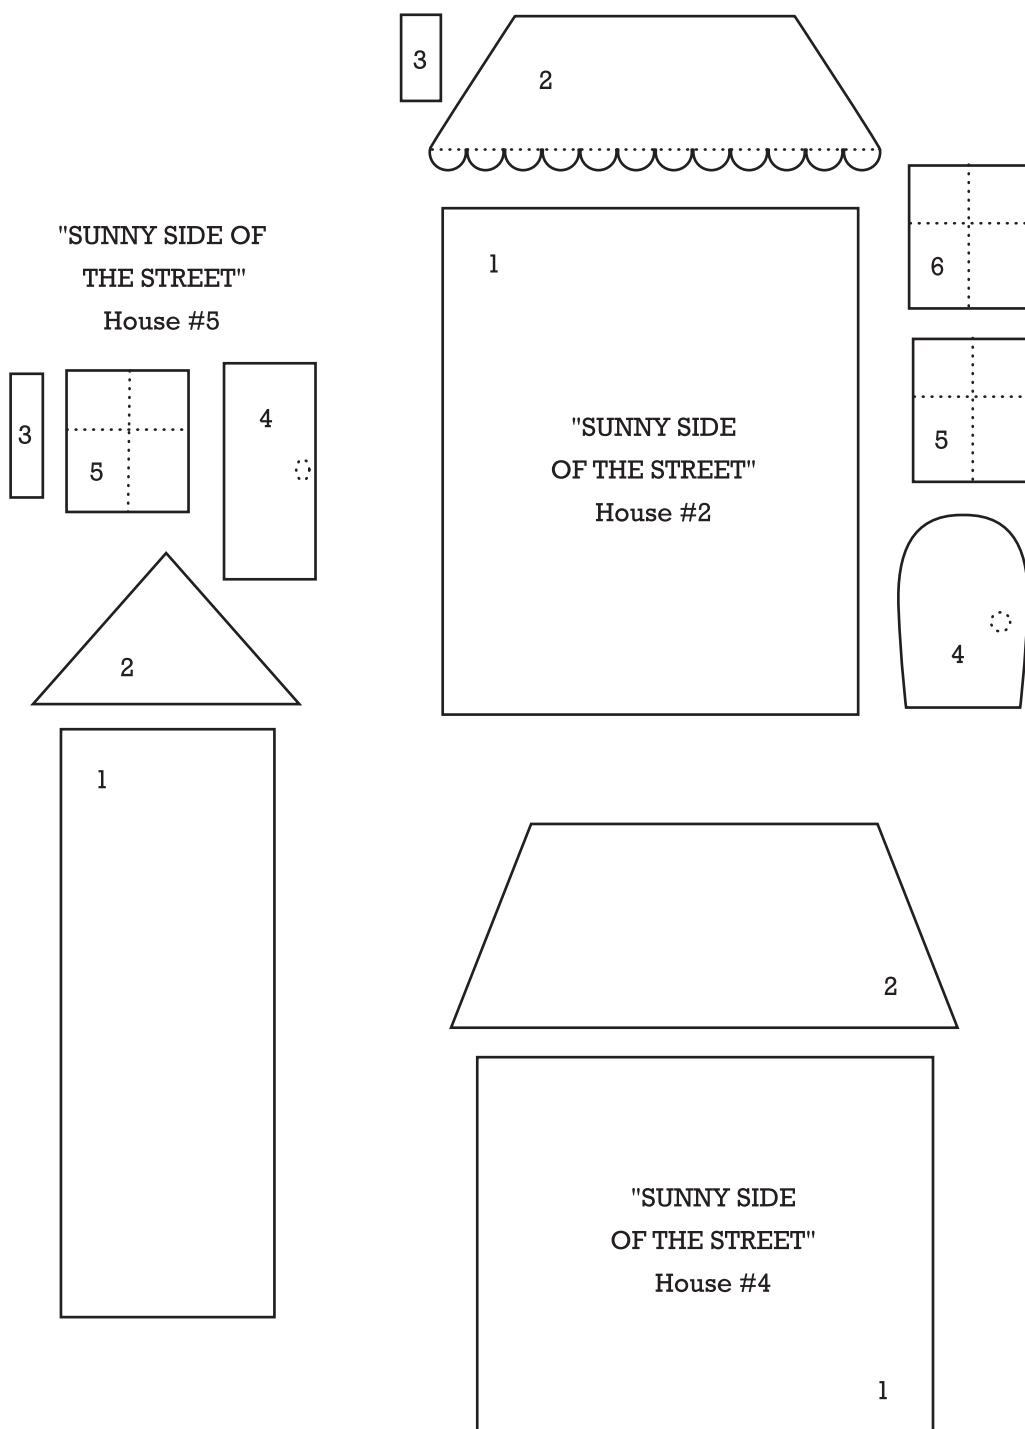 3
2
"SUNNY SIDE OF
THE STREET"
House #5
1
6
3
5
4
"SUNNY SIDE
OF THE STREET"
House #2
5
2
4
1
2
"SUNNY SIDE
OF THE STREET"
House #4
1